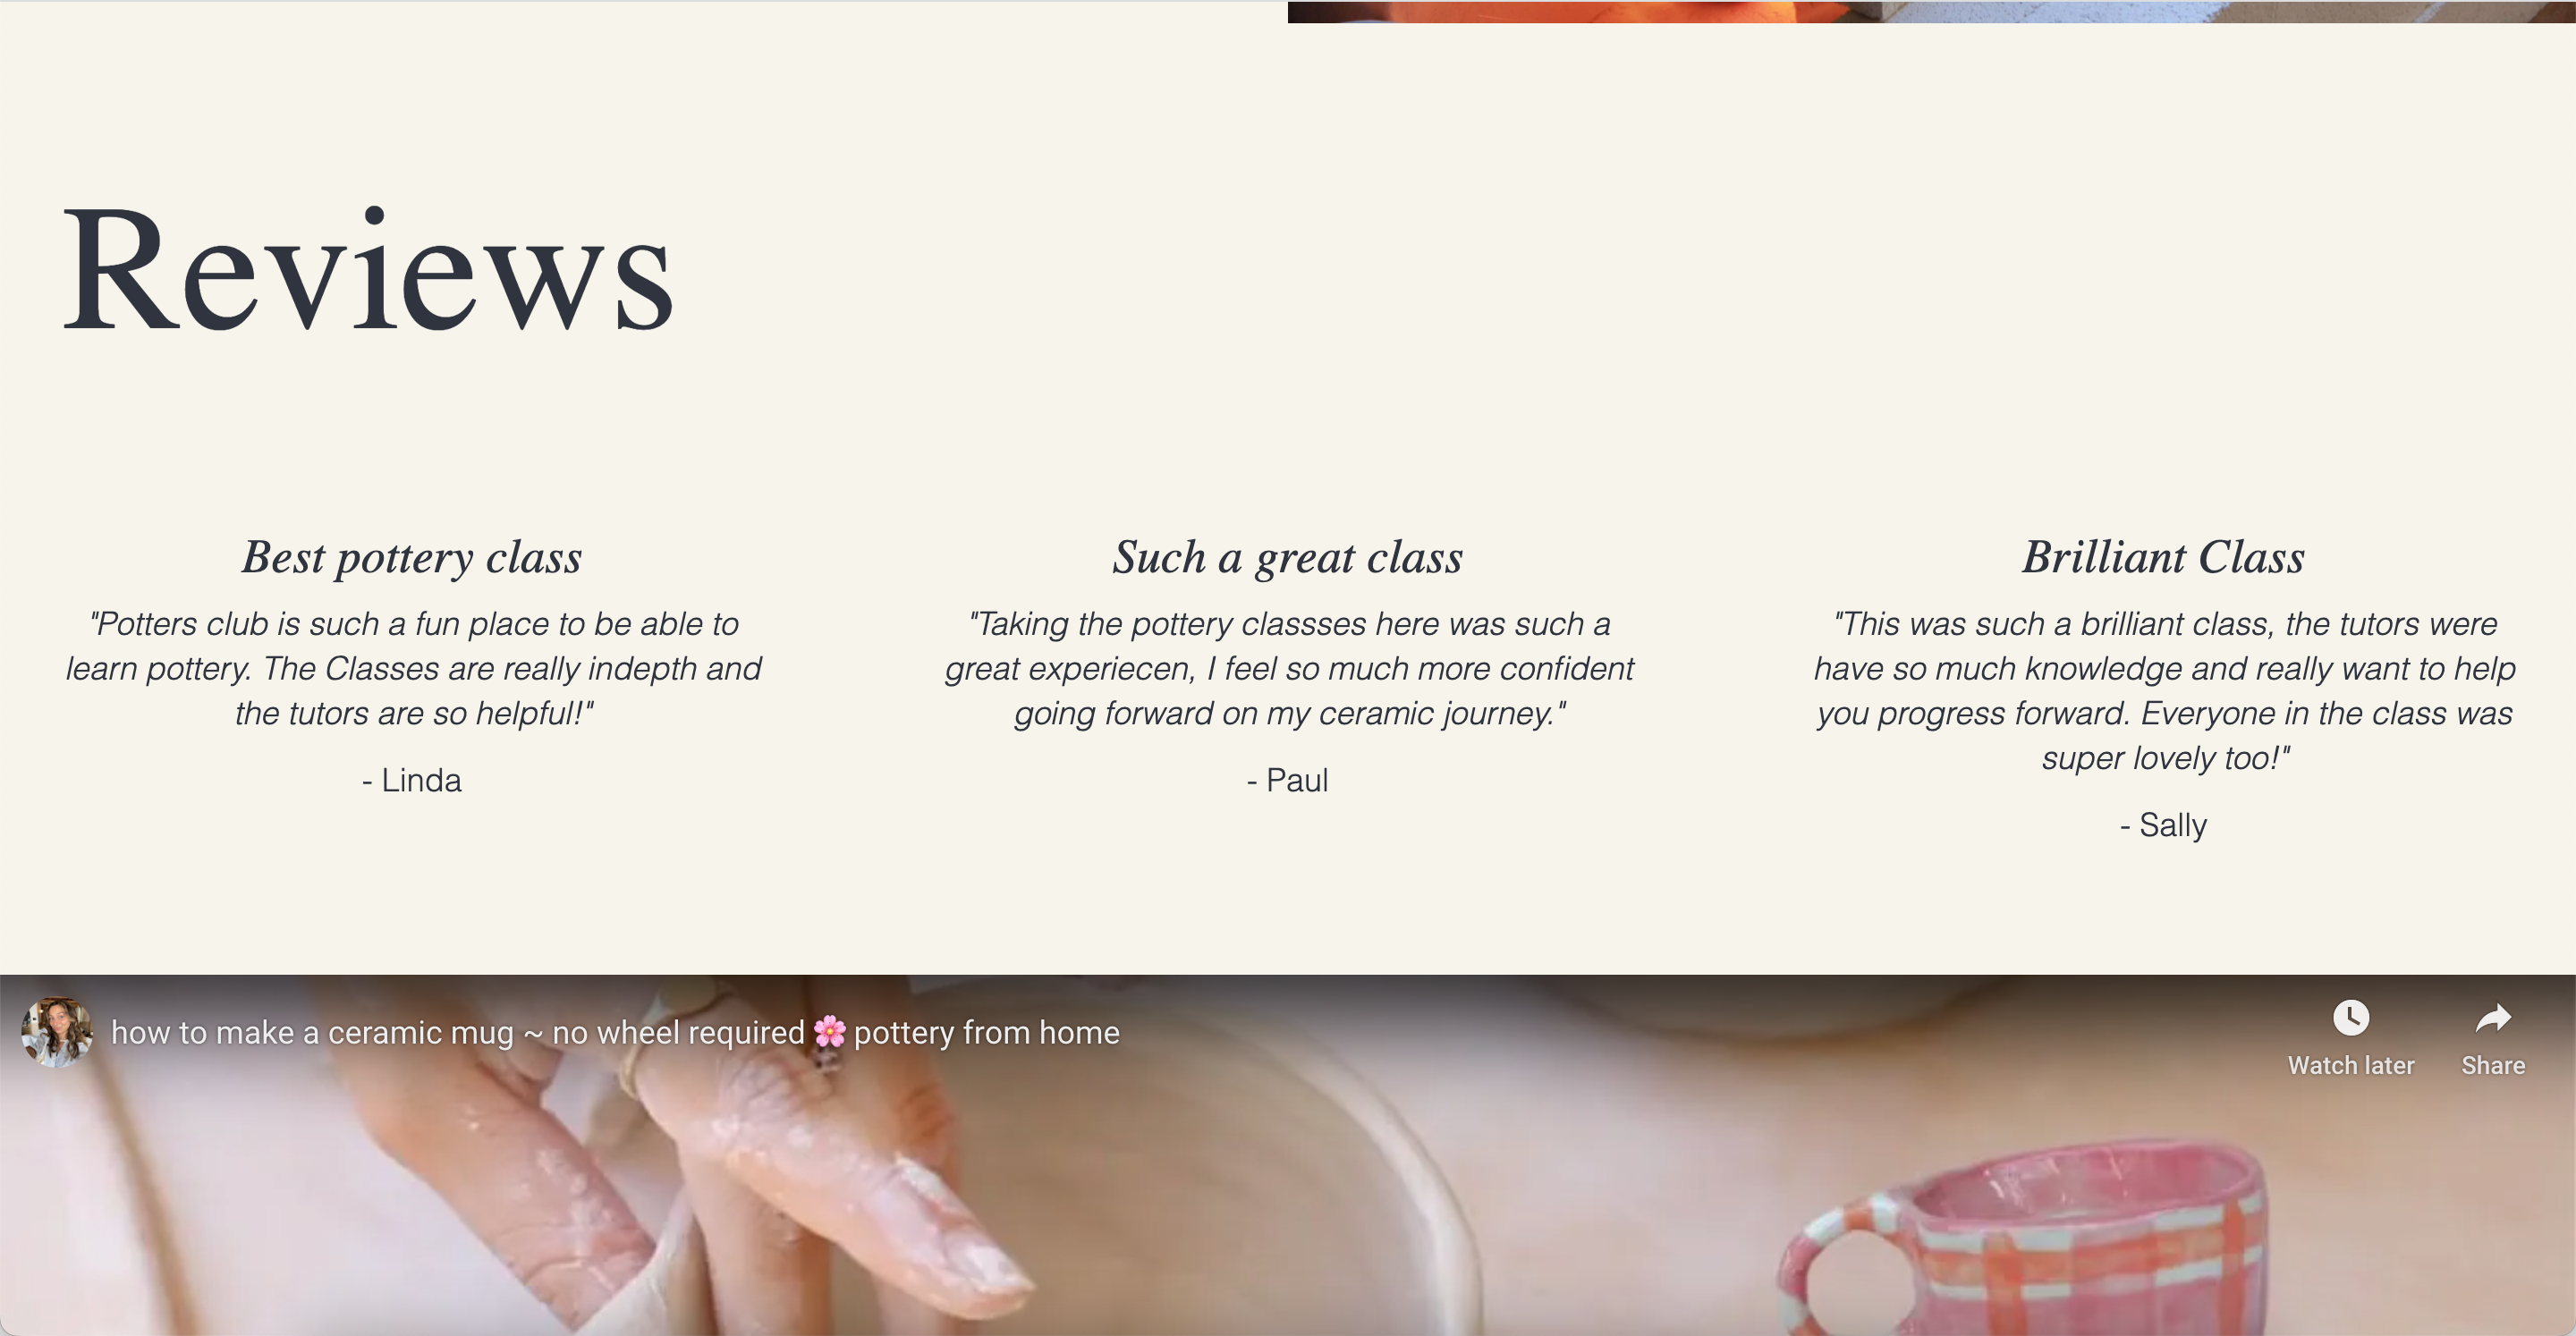 Reviews
Best pottery class
"Potters club is such a fun place to be able to
learn pottery. The Classes are really indepth and
the tutors are so helpful!"
- Linda
Such a great class
"Taking the pottery classses here was such a
great experiecen, I feel so much more confident
going forward on my ceramic journey."
- Paul
Brilliant Class
"This was such a brilliant class, the tutors were
have so much knowledge and really want to help
you progress forward. Everyone in the class was
super lovely too!"
- Sally
how to make a ceramic mug ~ no wheel required 🌸 pottery from home
Watch later
Share